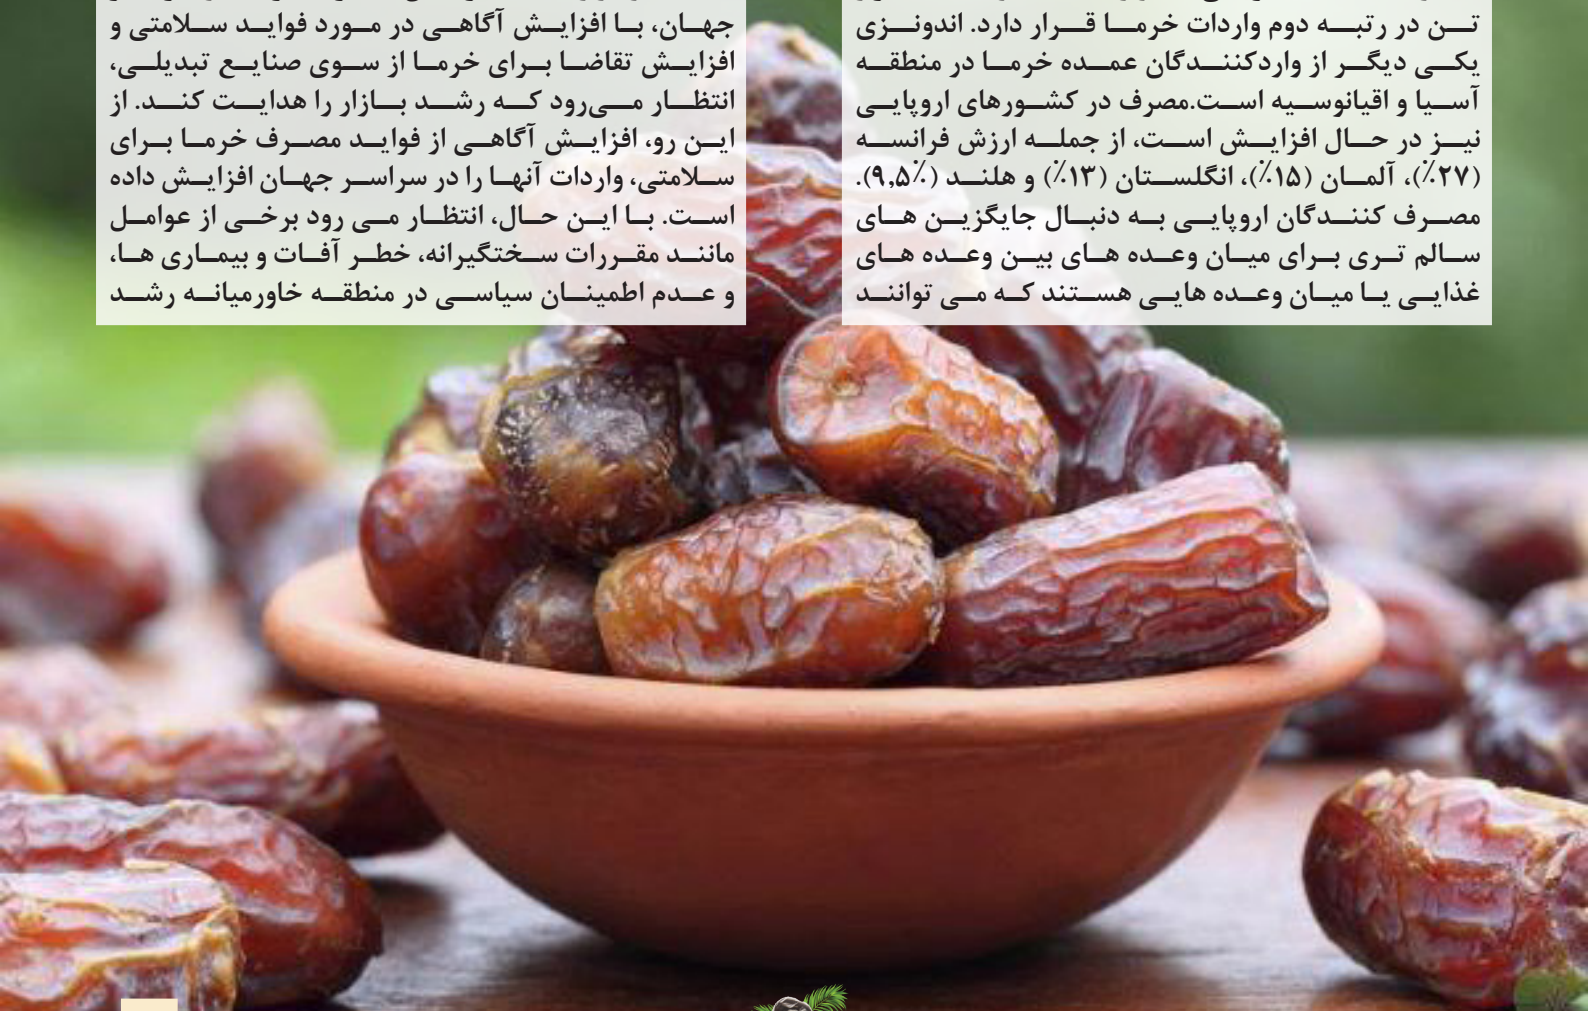 تن در رتبه دوم واردات خرما قرار دارد. اندونزی
یکی دیگر از واردکنندگان عمده خرما در منطقه
آسیا و اقیانوسیه است.مصرف در کشورهای اروپایی
نیز در حال افزایش است، از جمله ارزش فرانسه
(۲۷٪)، آلمان (۱۵٪)، انگلستان (۱۳٪) و هلند (۹,۵٪).
مصرف کنندگان اروپایی به دنبال جایگزین های
سالم تری برای میان وعده های بین وعده های
غذایی یا میان وعده هایی هستند که می توانند
جهان، با افزایش آگاهی در مورد فواید سلامتی و
افزایش تقاضا برای خرما از سوی صنایع تبدیلی،
انتظار می‌رود که رشد بازار را هدایت کند. از
این رو، افزایش آگاهی از فواید مصرف خرما برای
سلامتی، واردات آنها را در سراسر جهان افزایش داده
است. با این حال، انتظار می رود برخی از عوامل
مانند مقررات سختگیرانه، خطر آفات و بیماری ها،
و عدم اطمینان سیاسی در منطقه خاورمیانه رشد